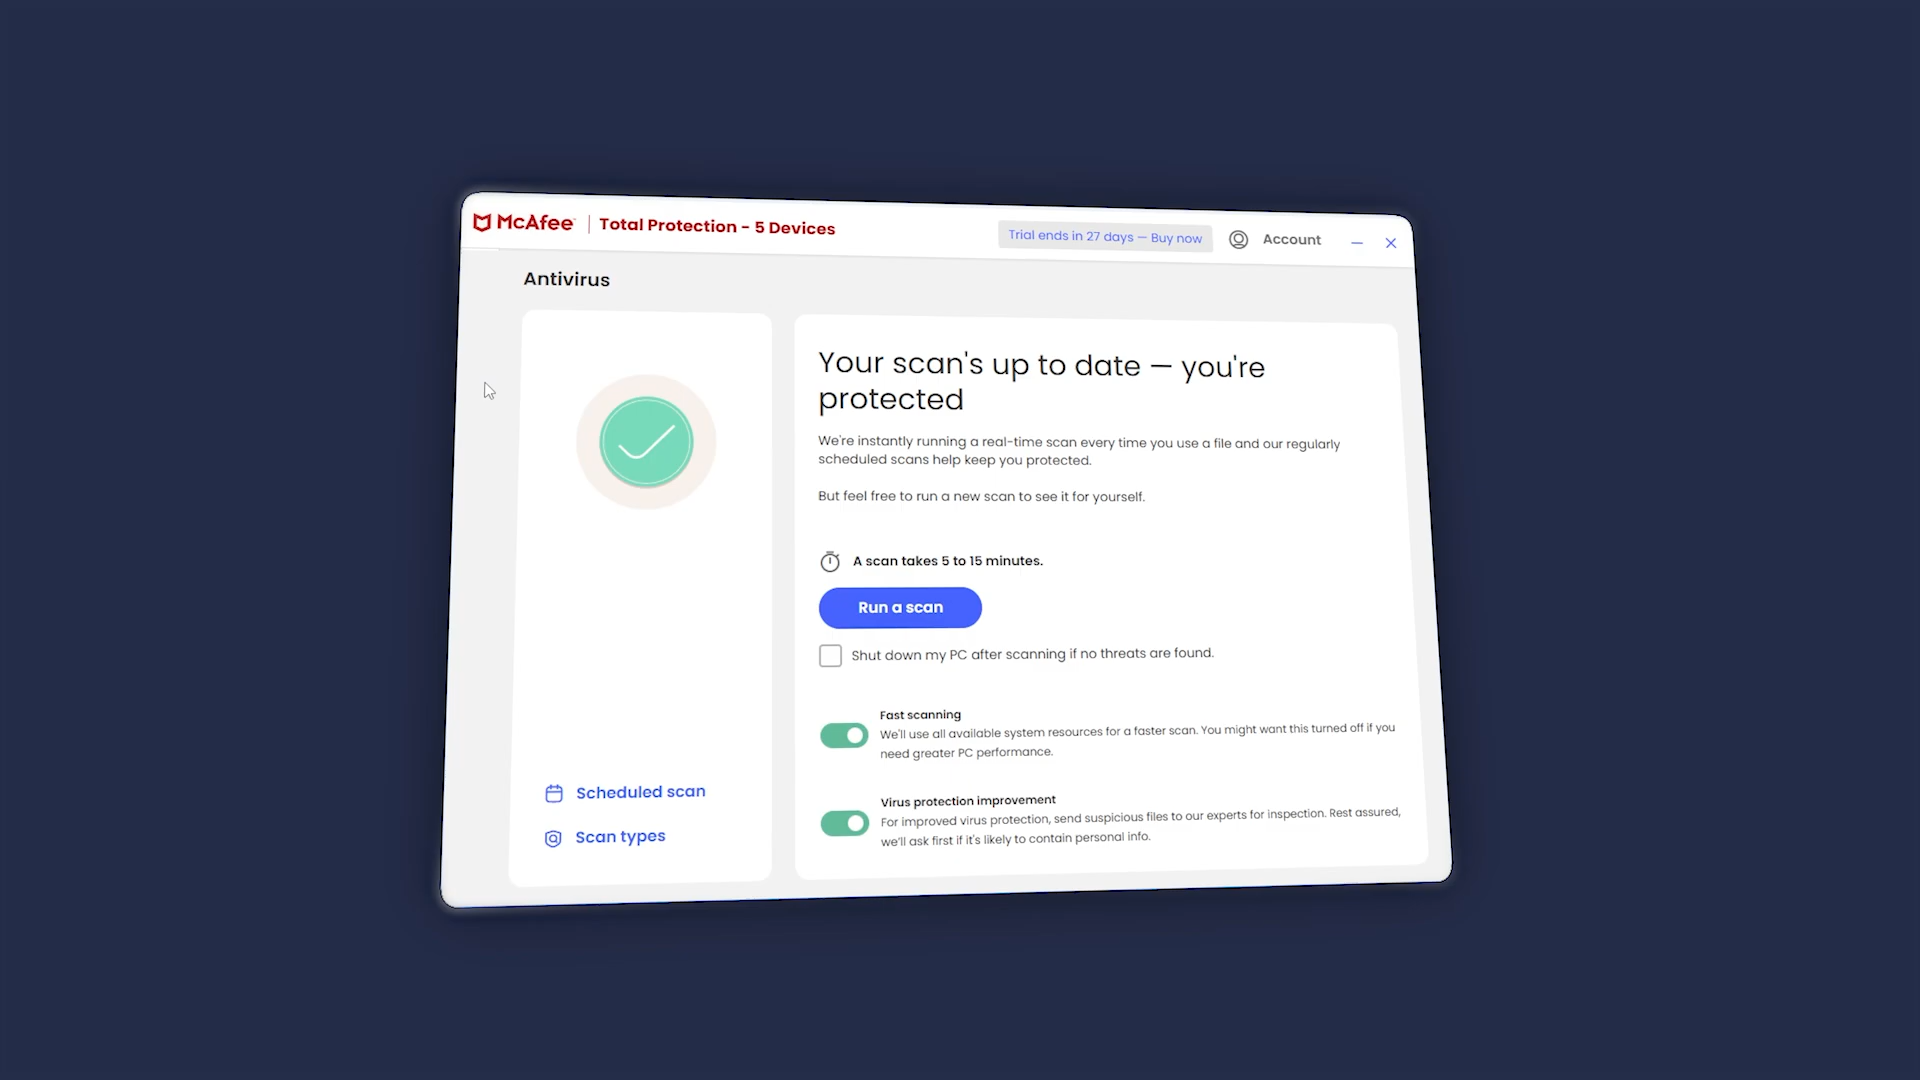 McAfee | Total Protection - 5 Devices
Trial ends in 27 days — Buy now
Account
Antivirus
Your scan's up to date — you're
protected
We're instantly running a real-time scan every time you use a file and our regularly
scheduled scans help keep you protected.
But feel free to run a new scan to see it for yourself.
A scan takes 5 to 15 minutes.
Run a scan
Shut down my PC after scanning if no threats are found.
Fast scanning
We'll use all available system resources for a faster scan. You might want this turned off if you
need greater PC performance.
Virus protection improvement
For improved virus protection, send suspicious files to our experts for inspection. Rest assured,
we'll ask first if it's likely to contain personal info.
Scheduled scan
Scan types